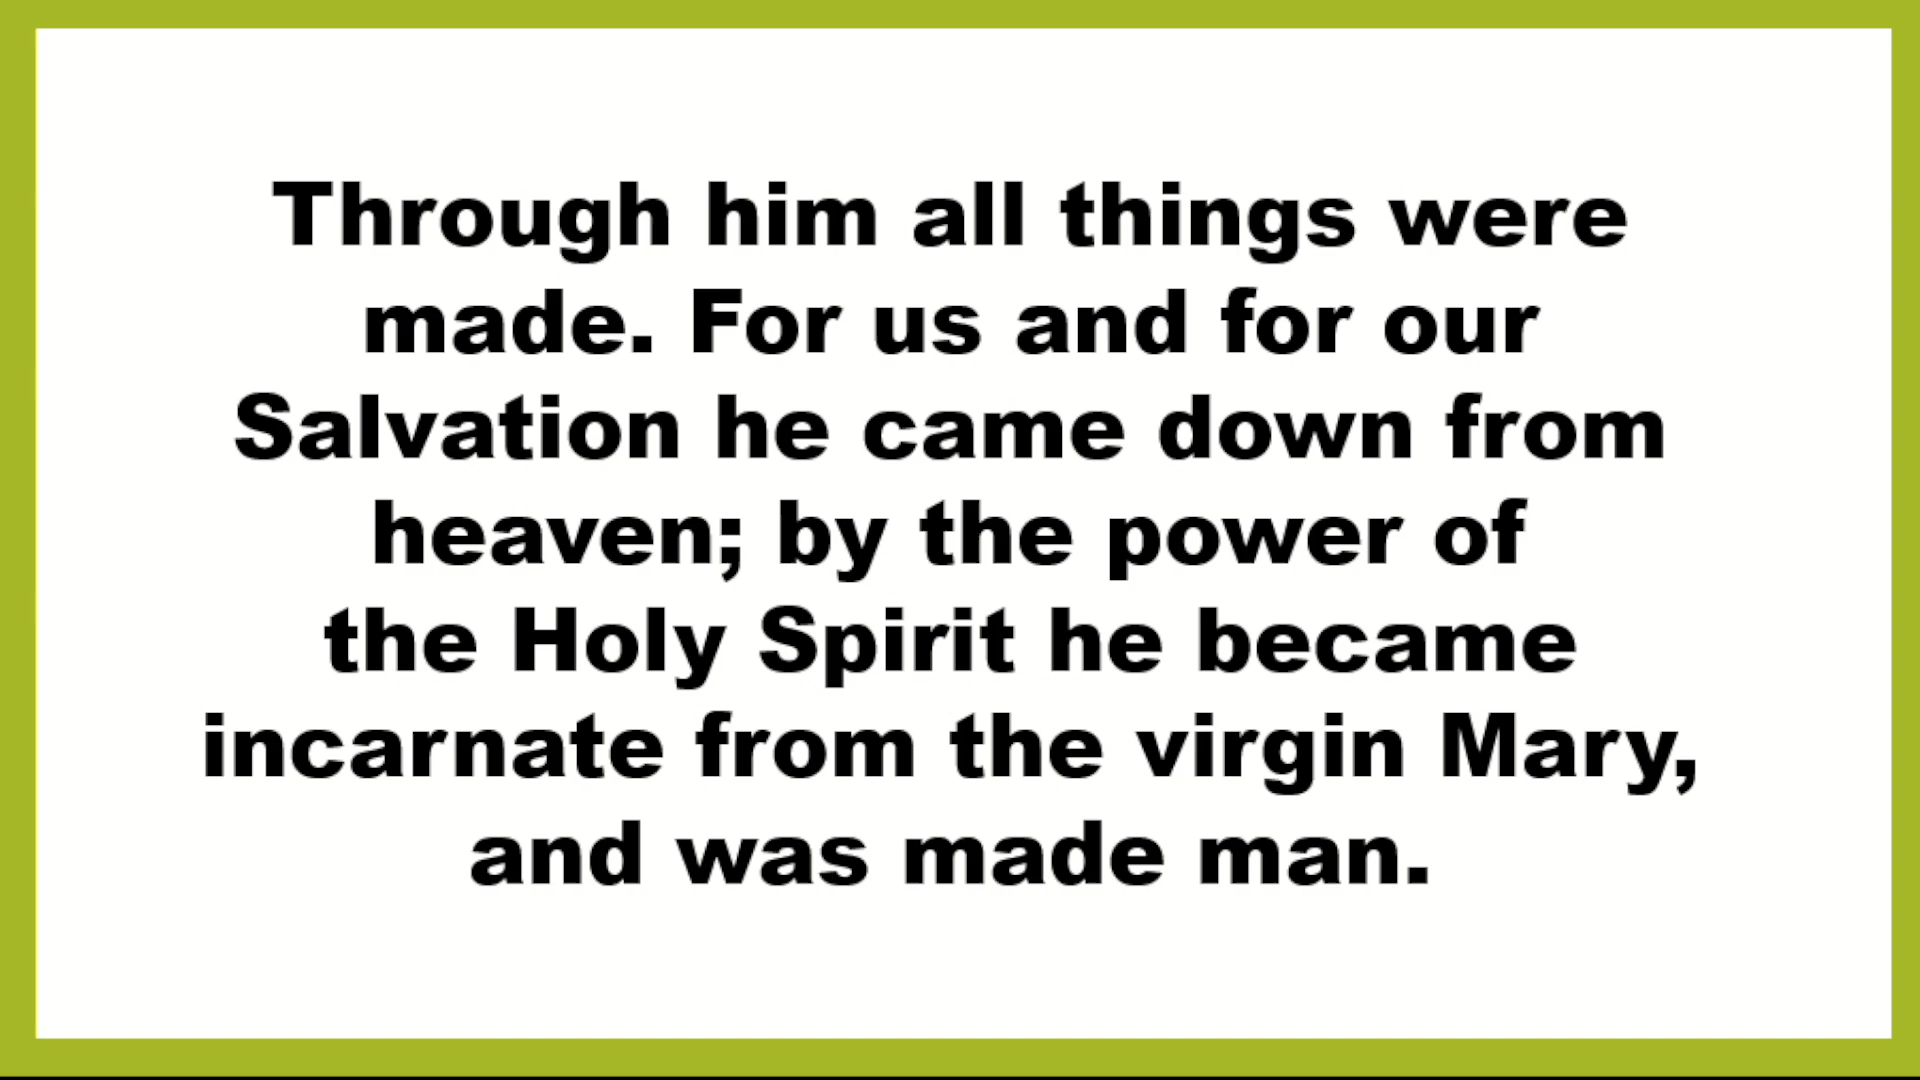 Through him all things were
made. For us and for our
Salvation he came down from
heaven; by the power of
the Holy Spirit he became
incarnate from the virgin Mary,
and was made man.